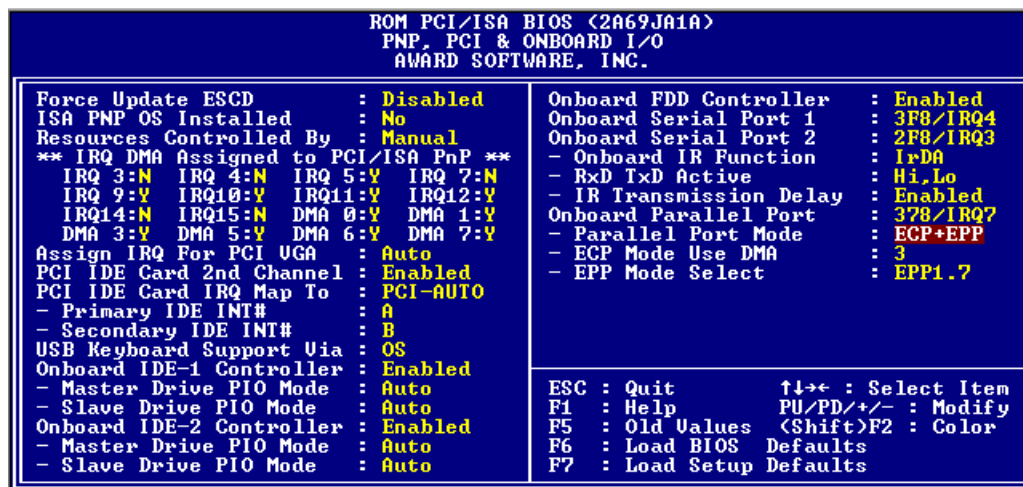 ROM PCI/ISA BIOS (2A69JA1A)
PNP, PCI & ONBOARD I/O
AWARD SOFTWARE, INC.
Force Update ESCD : Disabled
ISA PNP OS Installed : No
Resources Controlled By : Manual
** IRQ DMA Assigned to PCI/ISA PnP **
IRQ 3:N IRQ 4:N IRQ 5:Y IRQ 7:N
IRQ 9:Y IRQ10:Y IRQ11:Y IRQ12:Y
IRQ14:N IRQ15:N DMA 0:Y DMA 1:Y
DMA 3:Y DMA 5:Y DMA 6:Y DMA 7:Y
Assign IRQ For PCI VGA : Auto
PCI IDE Card 2nd Channel : Enabled
PCI IDE Card IRQ Map To : PCI-AUTO
- Primary IDE INT# : A
- Secondary IDE INT# : B
USB Keyboard Support Via : OS
Onboard IDE-1 Controller : Enabled
- Master Drive PIO Mode : Auto
- Slave Drive PIO Mode : Auto
Onboard IDE-2 Controller : Enabled
- Master Drive PIO Mode : Auto
- Slave Drive PIO Mode : Auto
Onboard FDD Controller : Enabled
Onboard Serial Port 1 : 3F8/IRQ4
Onboard Serial Port 2 : 2F8/IRQ3
- Onboard IR Function : IrDA
- RxD TxD Active : Hi,Lo
- IR Transmission Delay : Enabled
Onboard Parallel Port : 378/IRQ7
- Parallel Port Mode : ECP+EPP
- ECP Mode Use DMA : 3
- EPP Mode Select : EPP1.7
ESC : Quit ↑↓→← : Select Item
F1 : Help PU/PD/+/- : Modify
F5 : Old Values (Shift)F2 : Color
F6 : Load BIOS Defaults
F7 : Load Setup Defaults